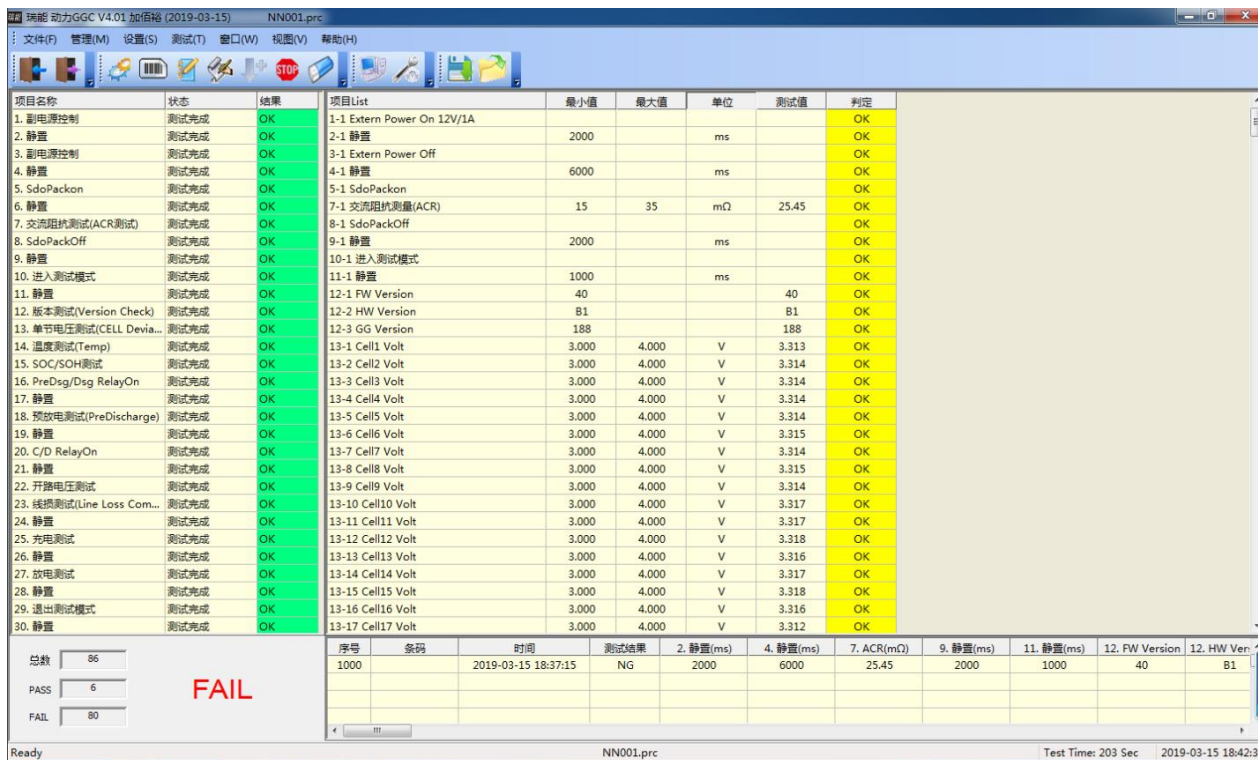 瑞能 瑞能 动力GGC V4.01 加佰裕 (2019-03-15) NN001.prc
文件(F) 管理(M) 设置(S) 测试(T) 窗口(W) 视图(V) 帮助(H)
STOP
项目名称 状态 结果
1. 副电源控制 测试完成 OK
2. 静置 测试完成 OK
3. 副电源控制 测试完成 OK
4. 静置 测试完成 OK
5. SdoPackon 测试完成 OK
6. 静置 测试完成 OK
7. 交流阻抗测试(ACR测试) 测试完成 OK
8. SdoPackOff 测试完成 OK
9. 静置 测试完成 OK
10. 进入测试模式 测试完成 OK
11. 静置 测试完成 OK
12. 版本测试(Version Check) 测试完成 OK
13. 单节电压测试(CELL Devia... 测试完成 OK
14. 温度测试(Temp) 测试完成 OK
15. SOC/SOH测试 测试完成 OK
16. PreDsg/Dsg RelayOn 测试完成 OK
17. 静置 测试完成 OK
18. 预放电测试(PreDischarge) 测试完成 OK
19. 静置 测试完成 OK
20. C/D RelayOn 测试完成 OK
21. 静置 测试完成 OK
22. 开路电压测试 测试完成 OK
23. 线损测试(Line Loss Com... 测试完成 OK
24. 静置 测试完成 OK
25. 充电测试 测试完成 OK
26. 静置 测试完成 OK
27. 放电测试 测试完成 OK
28. 静置 测试完成 OK
29. 退出测试模式 测试完成 OK
30. 静置 测试完成 OK
项目List 最小值 最大值 单位 测试值 判定
1-1 Extern Power On 12V/1A OK
2-1 静置 2000 ms OK
3-1 Extern Power Off OK
4-1 静置 6000 ms OK
5-1 SdoPackon OK
7-1 交流阻抗测量(ACR) 15 35 mΩ 25.45 OK
8-1 SdoPackOff OK
9-1 静置 2000 ms OK
10-1 进入测试模式 OK
11-1 静置 1000 ms OK
12-1 FW Version 40 40 OK
12-2 HW Version B1 B1 OK
12-3 GG Version 188 188 OK
13-1 Cell1 Volt 3.000 4.000 V 3.313 OK
13-2 Cell2 Volt 3.000 4.000 V 3.314 OK
13-3 Cell3 Volt 3.000 4.000 V 3.314 OK
13-4 Cell4 Volt 3.000 4.000 V 3.314 OK
13-5 Cell5 Volt 3.000 4.000 V 3.314 OK
13-6 Cell6 Volt 3.000 4.000 V 3.315 OK
13-7 Cell7 Volt 3.000 4.000 V 3.314 OK
13-8 Cell8 Volt 3.000 4.000 V 3.315 OK
13-9 Cell9 Volt 3.000 4.000 V 3.314 OK
13-10 Cell10 Volt 3.000 4.000 V 3.317 OK
13-11 Cell11 Volt 3.000 4.000 V 3.317 OK
13-12 Cell12 Volt 3.000 4.000 V 3.318 OK
13-13 Cell13 Volt 3.000 4.000 V 3.316 OK
13-14 Cell14 Volt 3.000 4.000 V 3.317 OK
13-15 Cell15 Volt 3.000 4.000 V 3.318 OK
13-16 Cell16 Volt 3.000 4.000 V 3.316 OK
13-17 Cell17 Volt 3.000 4.000 V 3.312 OK
总数 86
PASS 6
FAIL 80
FAIL
序号 条码 时间 测试结果 2. 静置(ms) 4. 静置(ms) 7. ACR(mΩ) 9. 静置(ms) 11. 静置(ms) 12. FW Version 12. HW Ver
1000 2019-03-15 18:37:15 NG 2000 6000 25.45 2000 1000 40 B1
Ready NN001.prc Test Time: 203 Sec 2019-03-15 18:42:3